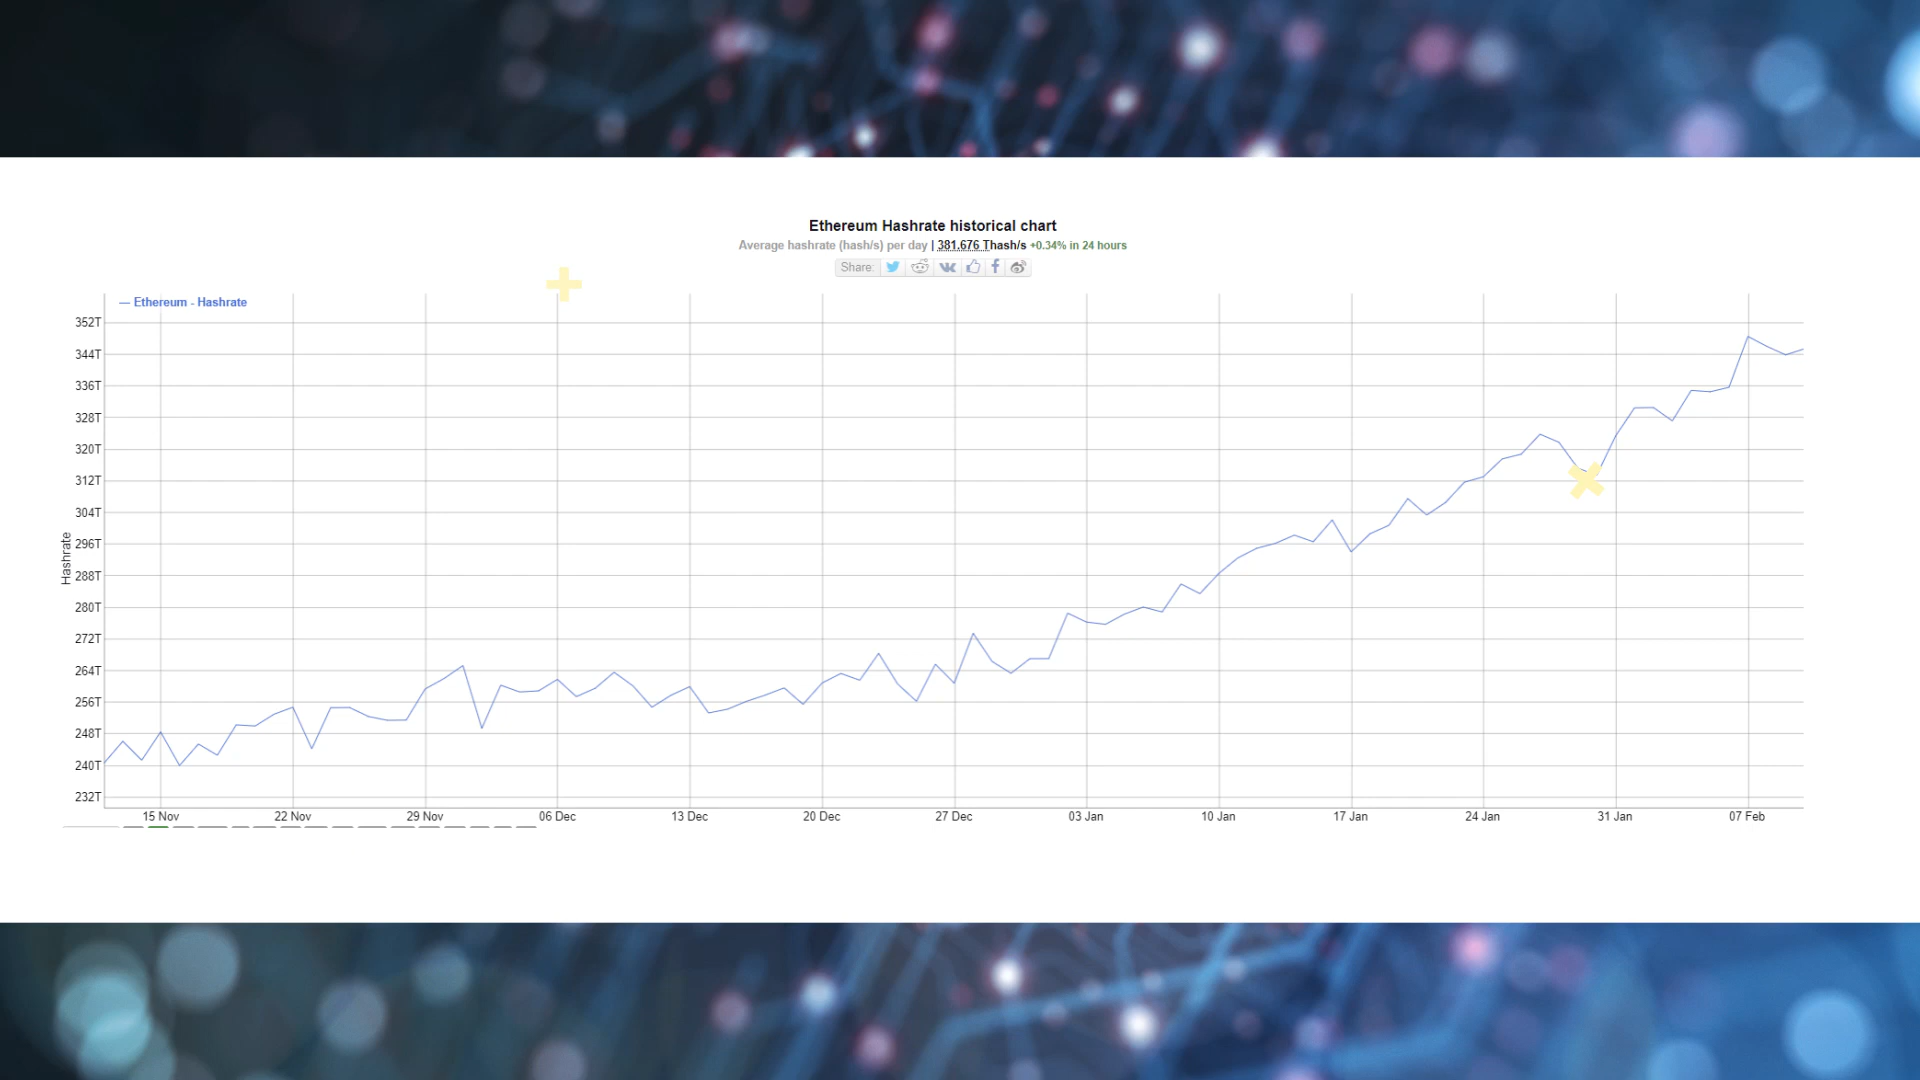 Ethereum Hashrate historical chart
Average hashrate (hash/s) per day | 381.676 Thash/s +0.34% in 24 hours
Share:
Ethereum - Hashrate
352T
344T
336T
328T
320T
312T
304T
296T
288T
280T
272T
264T
256T
248T
240T
232T
Hashrate
15 Nov 22 Nov 29 Nov 06 Dec 13 Dec 20 Dec 27 Dec 03 Jan 10 Jan 17 Jan 24 Jan 31 Jan 07 Feb